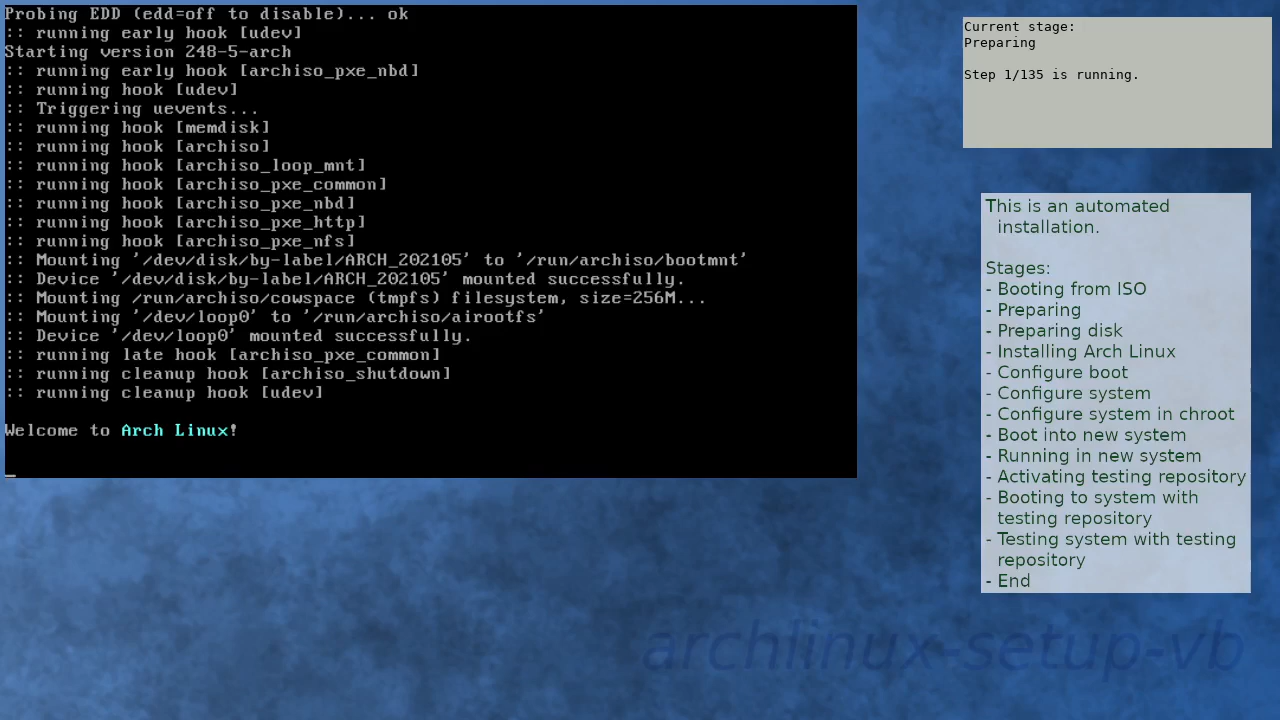 Probing EDD (edd=off to disable)... ok
:: running early hook [udev]
Starting version 248-5-arch
:: running early hook [archiso_pxe_nbd]
:: running hook [udev]
:: Triggering uevents...
:: running hook [memdisk]
:: running hook [archiso]
:: running hook [archiso_loop_mnt]
:: running hook [archiso_pxe_common]
:: running hook [archiso_pxe_nbd]
:: running hook [archiso_pxe_http]
:: running hook [archiso_pxe_nfs]
:: Mounting '/dev/disk/by-label/ARCH_202105' to '/run/archiso/bootmnt'
:: Device '/dev/disk/by-label/ARCH_202105' mounted successfully.
:: Mounting /run/archiso/cowspace (tmpfs) filesystem, size=256M...
:: Mounting '/dev/loop0' to '/run/archiso/airootfs'
:: Device '/dev/loop0' mounted successfully.
:: running late hook [archiso_pxe_common]
:: running cleanup hook [archiso_shutdown]
:: running cleanup hook [udev]
Welcome to Arch Linux!
Current stage:
Preparing
Step 1/135 is running.
This is an automated
installation.
Stages:
- Booting from ISO
- Preparing
- Preparing disk
- Installing Arch Linux
- Configure boot
- Configure system
- Configure system in chroot
- Boot into new system
- Running in new system
- Activating testing repository
- Booting to system with
testing repository
- Testing system with testing
repository
- End
archlinux-setup-vb